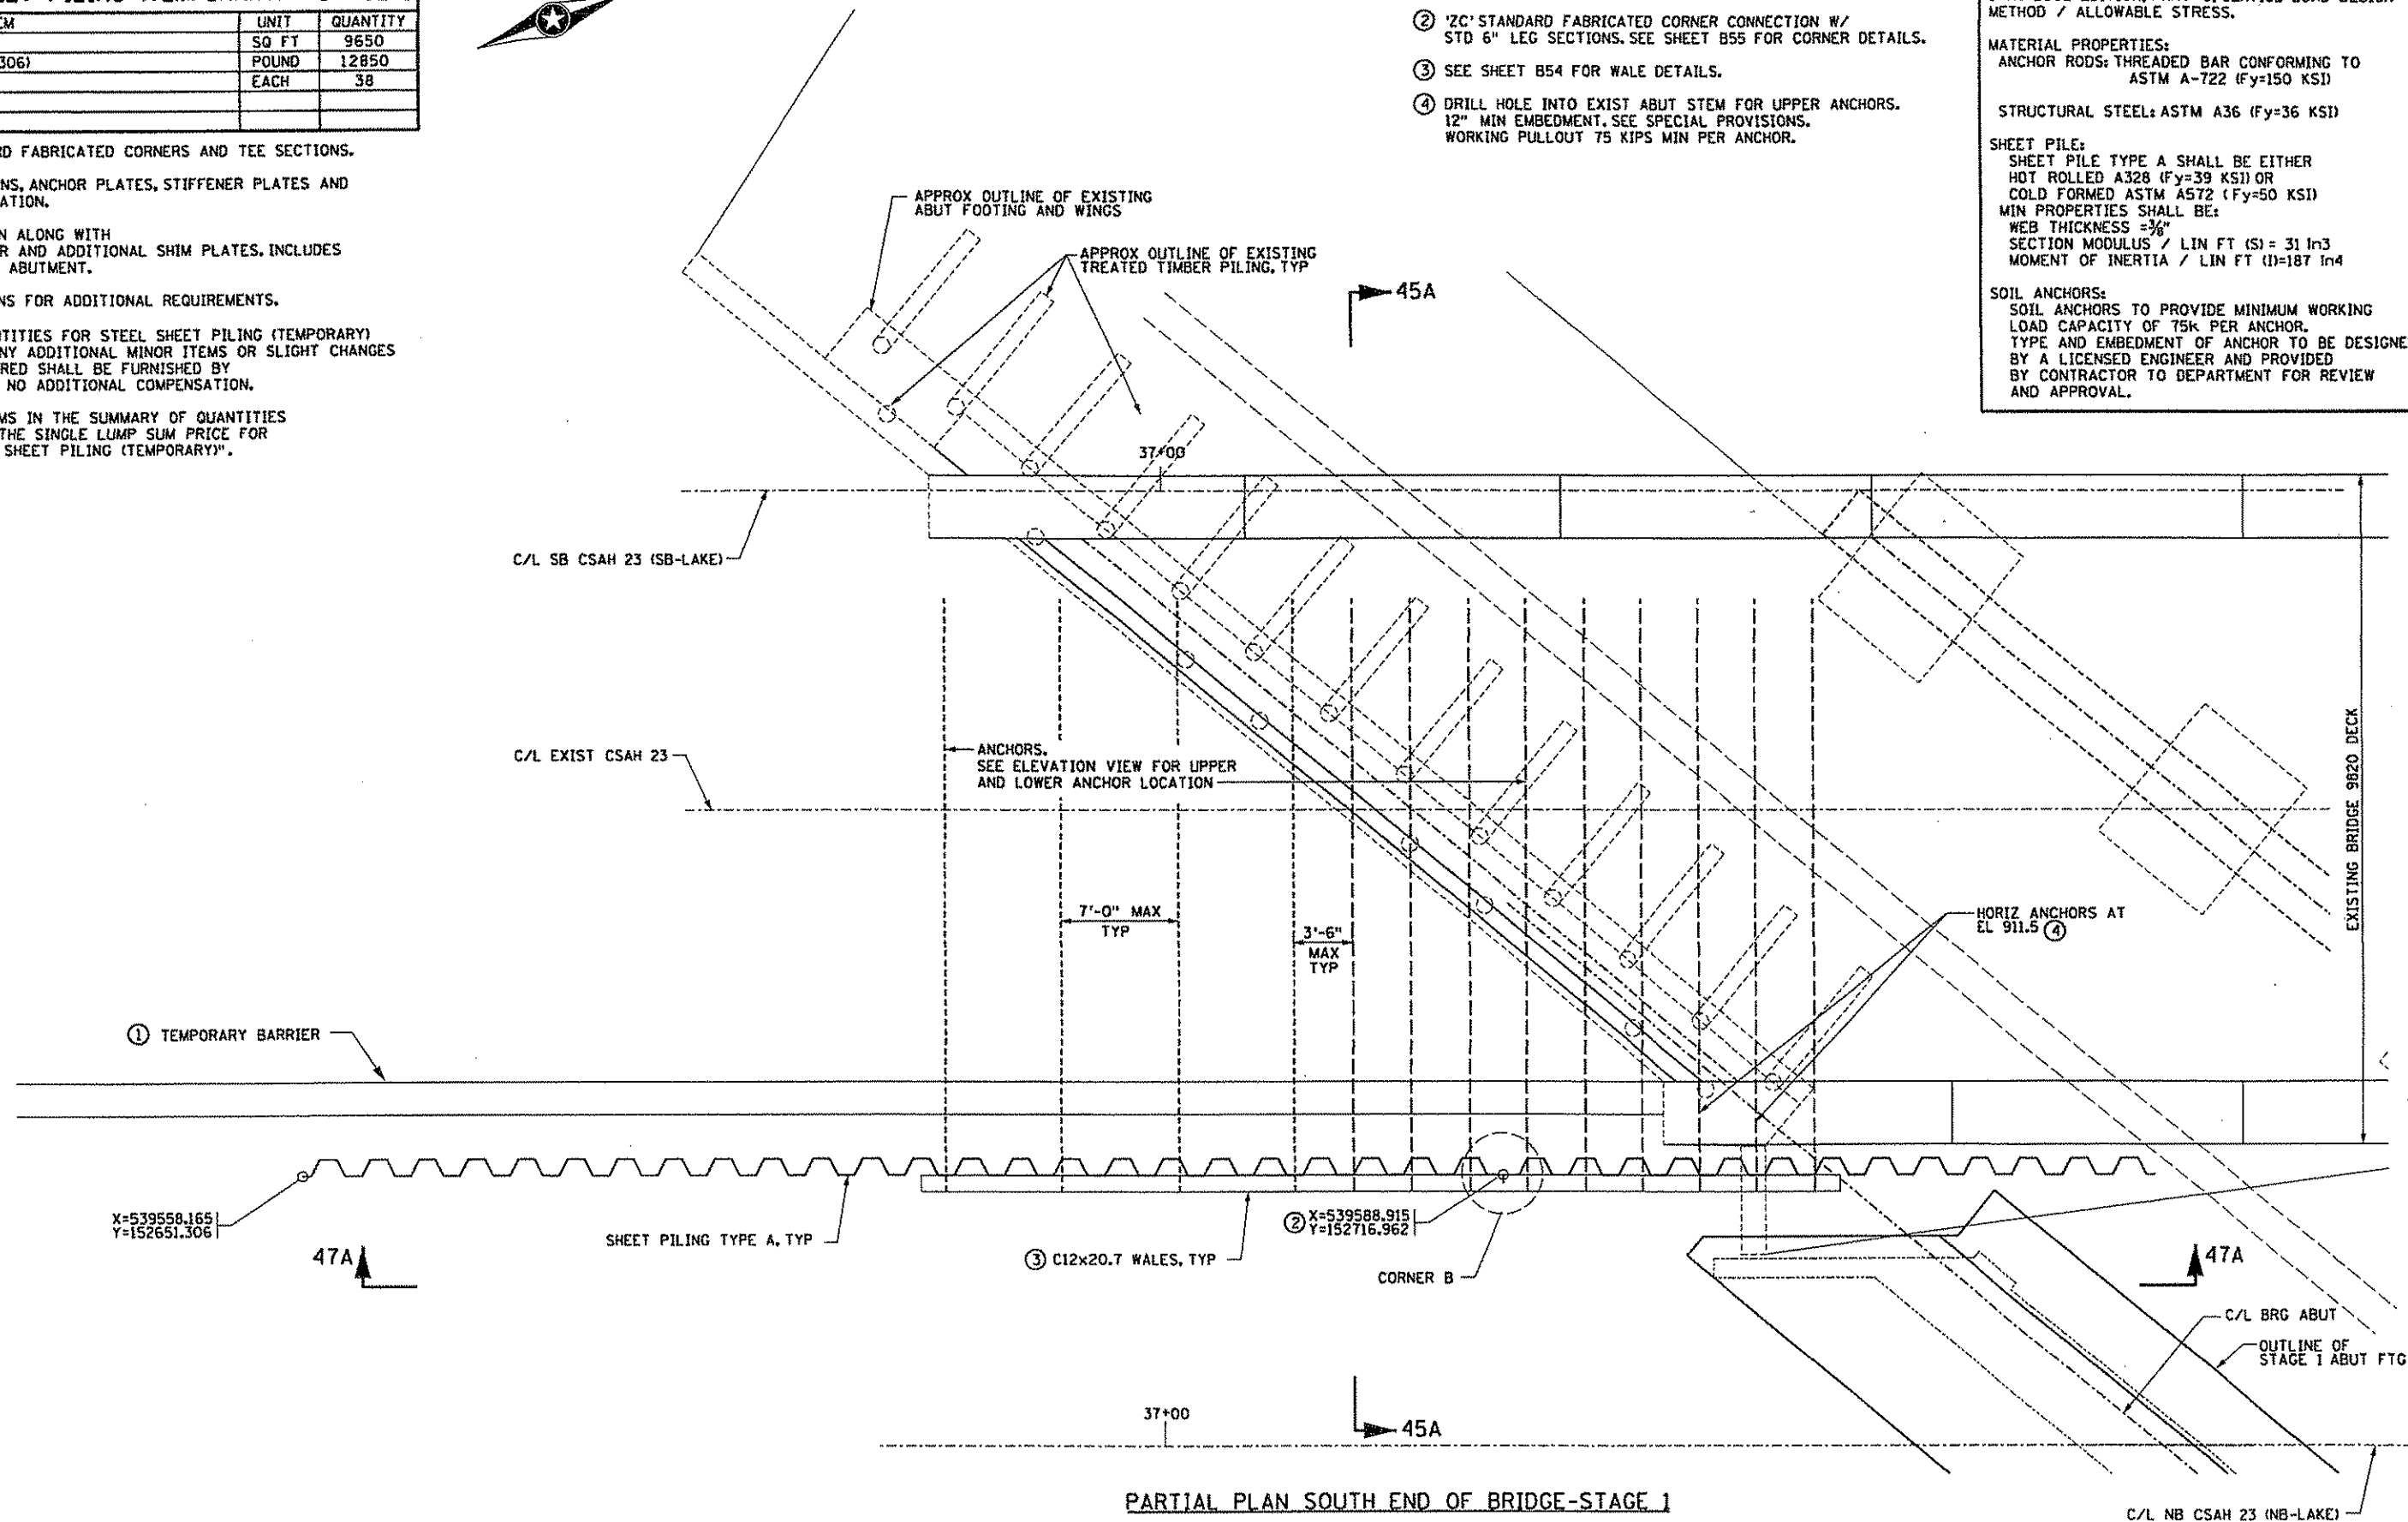 UNIT QUANTITY
SQ FT 9650
306) POUND 12850
EACH 38
FABRICATED CORNERS AND TEE SECTIONS.
ANCHOR PLATES, STIFFENER PLATES AND
ALONG WITH
AND ADDITIONAL SHIM PLATES. INCLUDES
ABUTMENT.
FOR ADDITIONAL REQUIREMENTS.
FOR STEEL SHEET PILING (TEMPORARY)
ADDITIONAL MINOR ITEMS OR SLIGHT CHANGES
SHALL BE FURNISHED BY
NO ADDITIONAL COMPENSATION.
IN THE SUMMARY OF QUANTITIES
THE SINGLE LUMP SUM PRICE FOR
SHEET PILING (TEMPORARY)".
② 'ZC' STANDARD FABRICATED CORNER CONNECTION W/
STD 6" LEG SECTIONS. SEE SHEET B55 FOR CORNER DETAILS.
③ SEE SHEET B54 FOR WALE DETAILS.
④ DRILL HOLE INTO EXIST ABUT STEM FOR UPPER ANCHORS.
12" MIN EMBEDMENT. SEE SPECIAL PROVISIONS.
WORKING PULLOUT 75 KIPS MIN PER ANCHOR.
METHOD / ALLOWABLE STRESS.
MATERIAL PROPERTIES:
ANCHOR RODS: THREADED BAR CONFORMING TO
ASTM A-722 (Fy=150 KSI)
STRUCTURAL STEEL: ASTM A36 (Fy=36 KSI)
SHEET PILE:
SHEET PILE TYPE A SHALL BE EITHER
HOT ROLLED A328 (Fy=39 KSI) OR
COLD FORMED ASTM A572 (Fy=50 KSI)
MIN PROPERTIES SHALL BE:
WEB THICKNESS =3/8"
SECTION MODULUS / LIN FT (S) = 31 in3
MOMENT OF INERTIA / LIN FT (I)=187 in4
SOIL ANCHORS:
SOIL ANCHORS TO PROVIDE MINIMUM WORKING
LOAD CAPACITY OF 75k PER ANCHOR.
TYPE AND EMBEDMENT OF ANCHOR TO BE DESIGNE
BY A LICENSED ENGINEER AND PROVIDED
BY CONTRACTOR TO DEPARTMENT FOR REVIEW
AND APPROVAL.
APPROX OUTLINE OF EXISTING
ABUT FOOTING AND WINGS
APPROX OUTLINE OF EXISTING
TREATED TIMBER PILING, TYP
45A
37+00
C/L SB CSAH 23 (SB-LAKE)
C/L EXIST CSAH 23
ANCHORS.
SEE ELEVATION VIEW FOR UPPER
AND LOWER ANCHOR LOCATION
EXISTING BRIDGE 9820 DECK
7'-0" MAX
TYP
3'-6"
MAX
TYP
HORIZ ANCHORS AT
EL 911.5 ④
① TEMPORARY BARRIER
X=539558.165
Y=152651.306
SHEET PILING TYPE A, TYP
② X=539588.915
Y=152716.962
③ C12x20.7 WALES, TYP
CORNER B
47A
47A
C/L BRG ABUT
OUTLINE OF
STAGE 1 ABUT FTG
37+00
45A
PARTIAL PLAN SOUTH END OF BRIDGE-STAGE 1
C/L NB CSAH 23 (NB-LAKE)